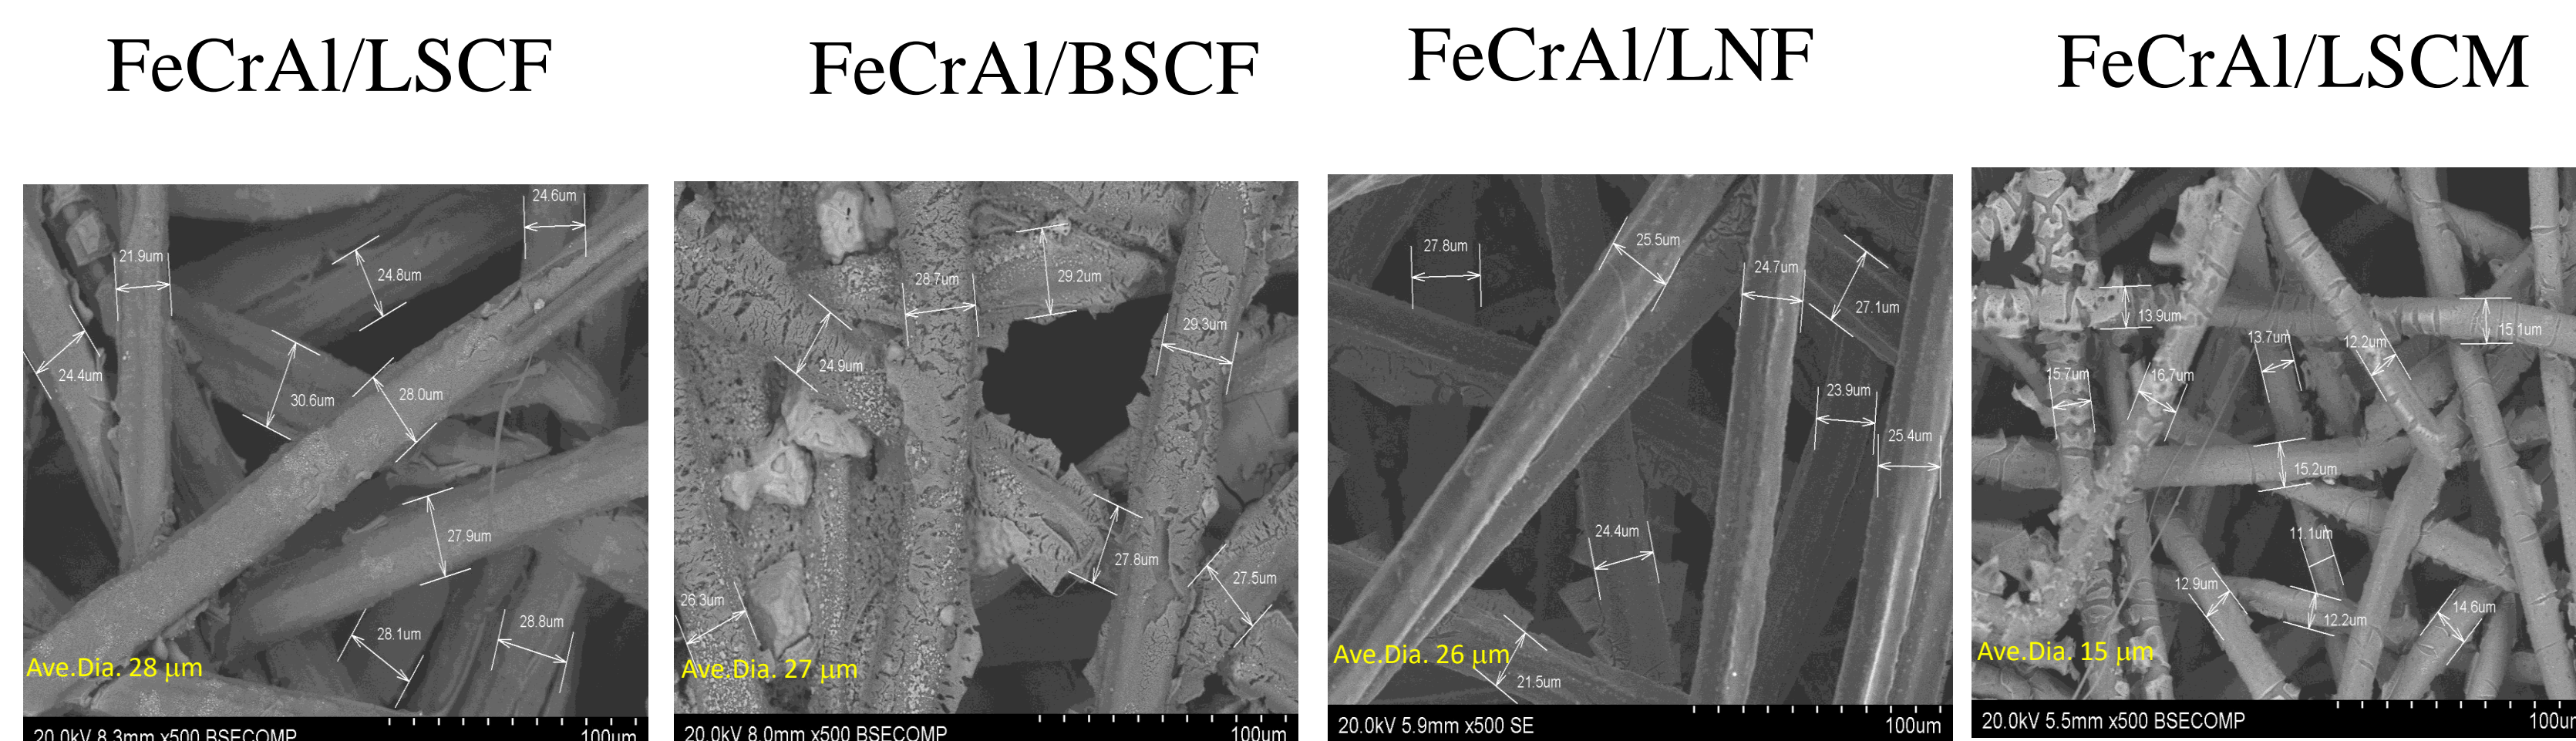 FeCrAl/LSCF
FeCrAl/BSCF
FeCrAl/LNF
FeCrAl/LSCM
24.6um
21.9um
24.8um
24.4um
30.6um
28.0um
27.9um
28.1um
28.8um
Ave.Dia. 28 μm
20.0kV 8.3mm x500 BSECOMP
100um
28.7um
29.2um
24.9um
29.3um
27.8um
27.5um
26.3um
Ave.Dia. 27 μm
20.0kV 8.0mm x500 BSECOMP
100um
27.8um
25.5um
24.7um
27.1um
23.9um
25.4um
24.4um
21.5um
Ave.Dia. 26 μm
20.0kV 5.9mm x500 SE
100um
13.9um
15.1um
13.7um
12.2um
15.7um
16.7um
15.2um
11.1um
12.9um
12.2um
14.6um
Ave.Dia. 15 μm
20.0kV 5.5mm x500 BSECOMP
100um